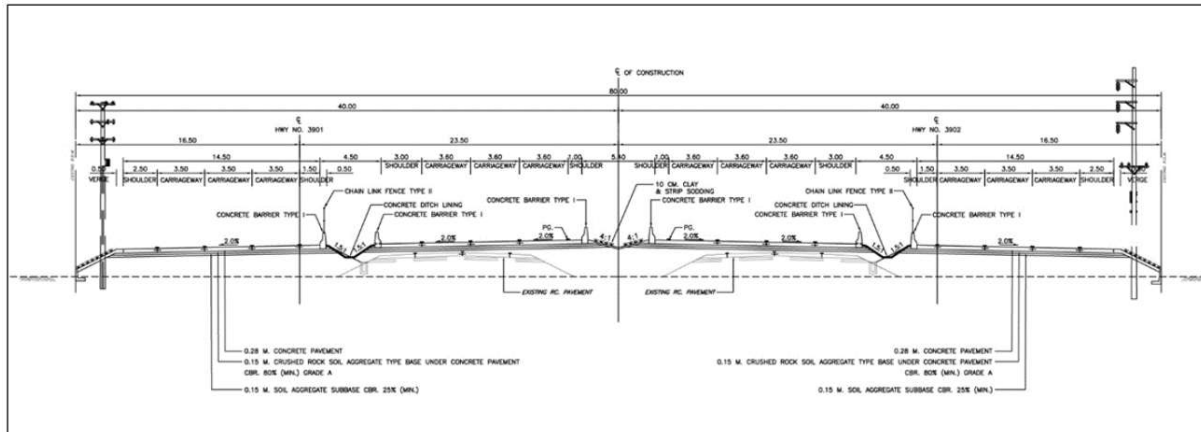 ℄ OF CONSTRUCTION
80.00
40.00 40.00
℄ ℄
HWY NO. 3901 HWY NO. 3902
16.50 23.50 23.50 16.50
14.50 4.50 3.00 3.60 3.60 3.60 1.00 5.40 1.00 3.60 3.60 3.60 3.00 4.50 14.50
0.50 2.50 3.50 3.50 3.50 1.50 0.50 0.50 1.50 3.50 3.50 3.50 2.50
VERGE SHOULDER CARRIAGEWAY CARRIAGEWAY CARRIAGEWAY SHOULDER SHOULDER CARRIAGEWAY CARRIAGEWAY CARRIAGEWAY SHOULDER SHOULDER CARRIAGEWAY CARRIAGEWAY CARRIAGEWAY SHOULDER SHOULDER CARRIAGEWAY CARRIAGEWAY CARRIAGEWAY SHOULDER VERGE
CHAIN LINK FENCE TYPE II
CONCRETE DITCH LINING
CONCRETE BARRIER TYPE I
CONCRETE BARRIER TYPE I
CONCRETE BARRIER TYPE I
10 CM. CLAY
& STRIP SODDING
CONCRETE BARRIER TYPE I
CHAIN LINK FENCE TYPE II
CONCRETE DITCH LINING
CONCRETE BARRIER TYPE I
CONCRETE BARRIER TYPE I
PG. PG.
2.0% 1.5:1 1.5:1 2.0% 2.0% 4:1 4:1 2.0% 2.0% 1.5:1 1.5:1 2.0%
EXISTING RC. PAVEMENT EXISTING RC. PAVEMENT
0.28 M. CONCRETE PAVEMENT
0.15 M. CRUSHED ROCK SOIL AGGREGATE TYPE BASE UNDER CONCRETE PAVEMENT
CBR. 80% (MIN.) GRADE A
0.15 M. SOIL AGGREGATE SUBBASE CBR. 25% (MIN.)
0.28 M. CONCRETE PAVEMENT
0.15 M. CRUSHED ROCK SOIL AGGREGATE TYPE BASE UNDER CONCRETE PAVEMENT
CBR. 80% (MIN.) GRADE A
0.15 M. SOIL AGGREGATE SUBBASE CBR. 25% (MIN.)